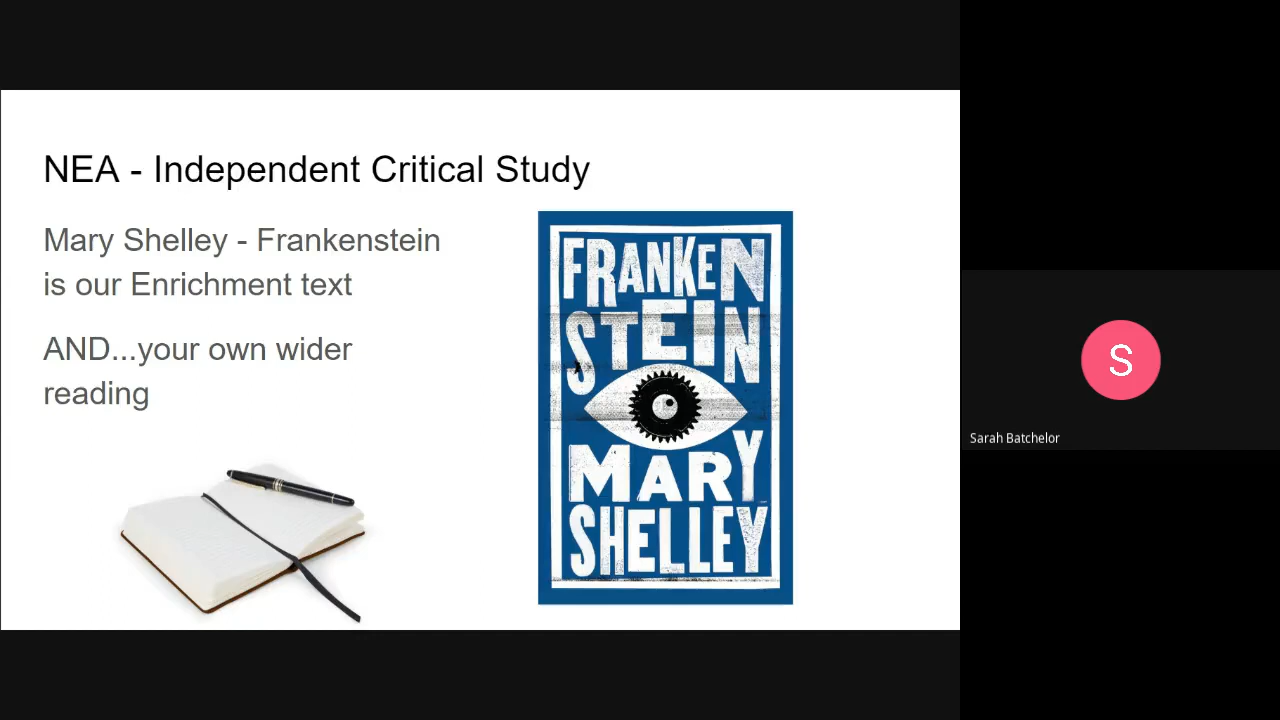 NEA - Independent Critical Study
Mary Shelley - Frankenstein
is our Enrichment text
AND...your own wider
reading
FRANKEN
STEIN
MARY
SHELLEY
S
Sarah Batchelor